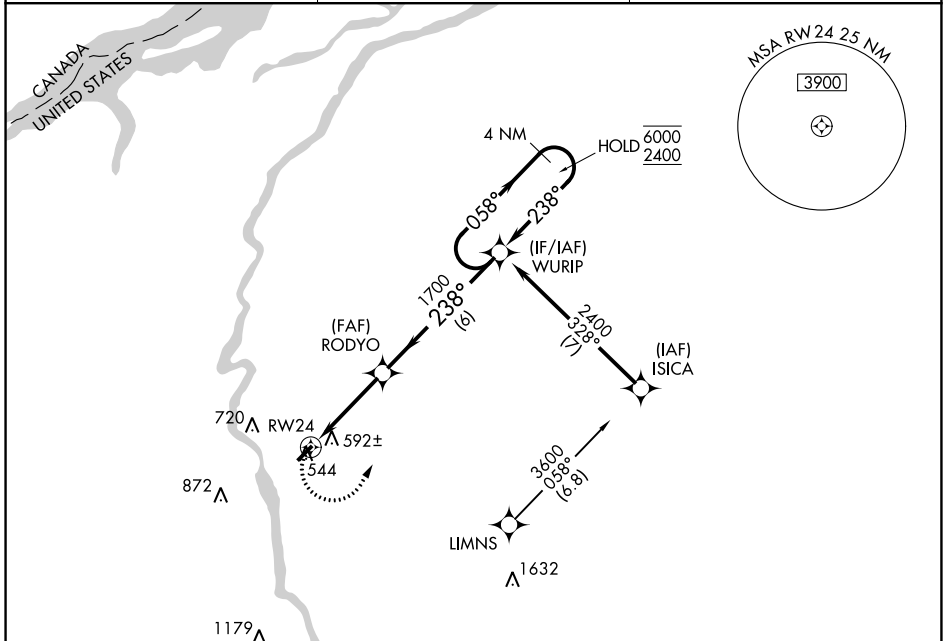 CANADA
UNITED STATES
MSA RW24 25 NM
3900
4 NM
HOLD 6000
2400
058°
238°
(IF/IAF)
WURIP
1700
238°
(6)
2400
328°
(7)
(FAF)
RODYO
(IAF)
ISICA
720
RW24
592±
544
872
3600
058°
(6.8)
LIMNS
1632
1179